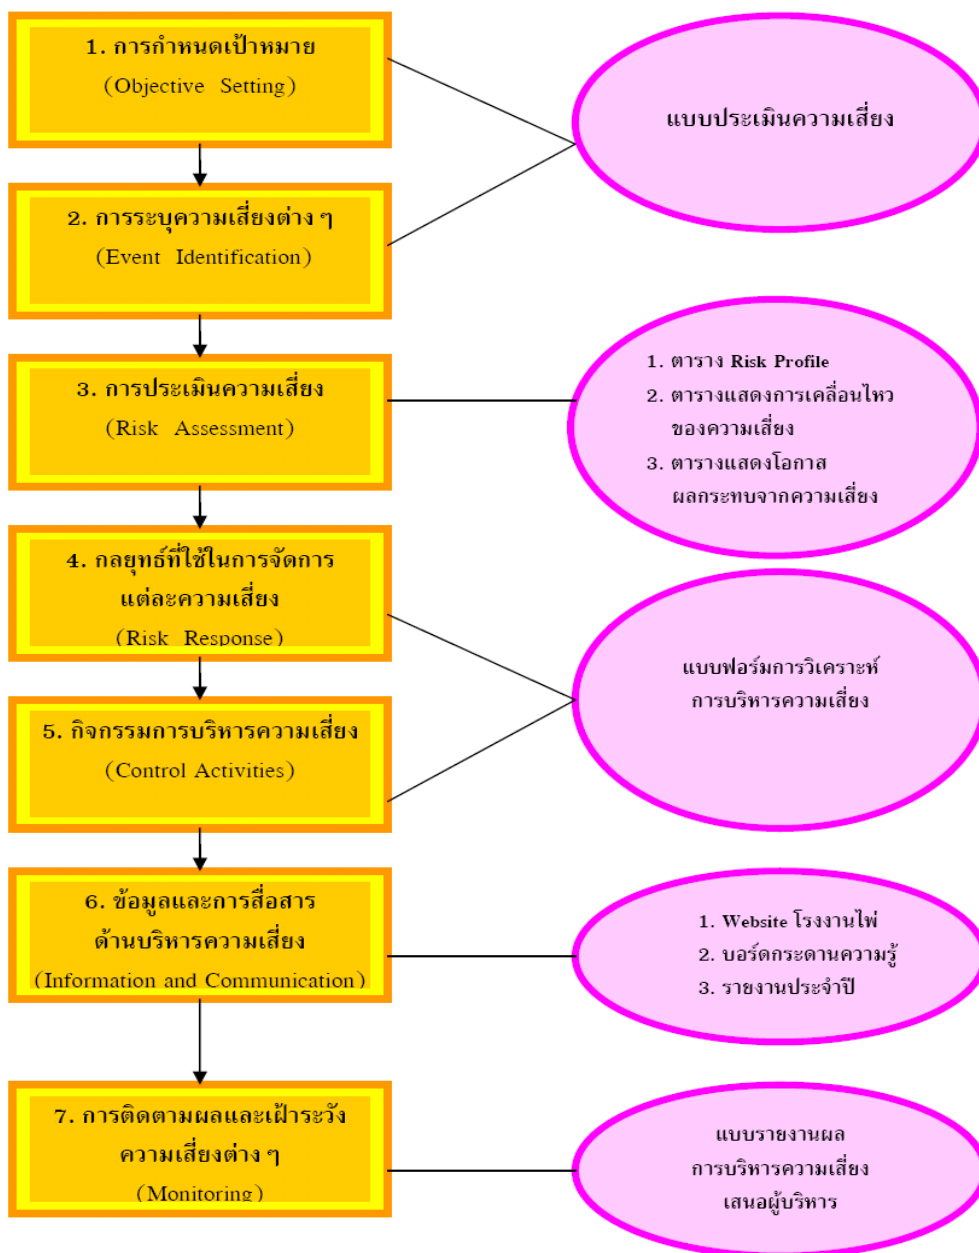 1. การกำหนดเป้าหมาย
(Objective Setting)
แบบประเมินความเสี่ยง
2. การระบุความเสี่ยงต่าง ๆ
(Event Identification)
3. การประเมินความเสี่ยง
(Risk Assessment)
1. ตาราง Risk Profile
2. ตารางแสดงการเคลื่อนไหว
ของความเสี่ยง
3. ตารางแสดงโอกาส
ผลกระทบจากความเสี่ยง
4. กลยุทธ์ที่ใช้ในการจัดการ
แต่ละความเสี่ยง
(Risk Response)
5. กิจกรรมการบริหารความเสี่ยง
(Control Activities)
แบบฟอร์มการวิเคราะห์
การบริหารความเสี่ยง
6. ข้อมูลและการสื่อสาร
ด้านบริหารความเสี่ยง
(Information and Communication)
1. Website โรงงานไพ่
2. บอร์ดกระดานความรู้
3. รายงานประจำปี
7. การติดตามผลและเฝ้าระวัง
ความเสี่ยงต่าง ๆ
(Monitoring)
แบบรายงานผล
การบริหารความเสี่ยง
เสนอผู้บริหาร